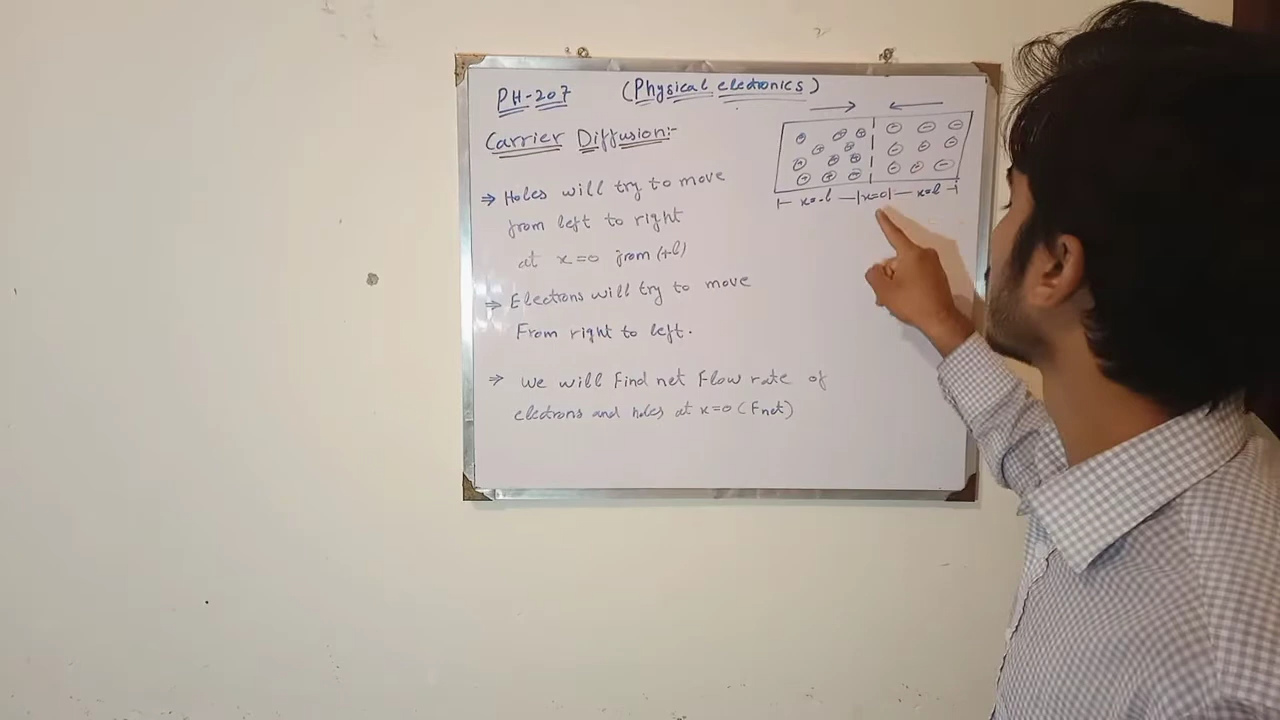 PH-207 (Physical electronics)
Carrier Diffusion:-
⇒ Holes will try to move
from left to right
at x=0 from (+l)
⇒ Electrons will try to move
From right to left.
⇒ We will Find net Flow rate of
electrons and holes at x=0 (Fnet)
x=-l x=0 x=l